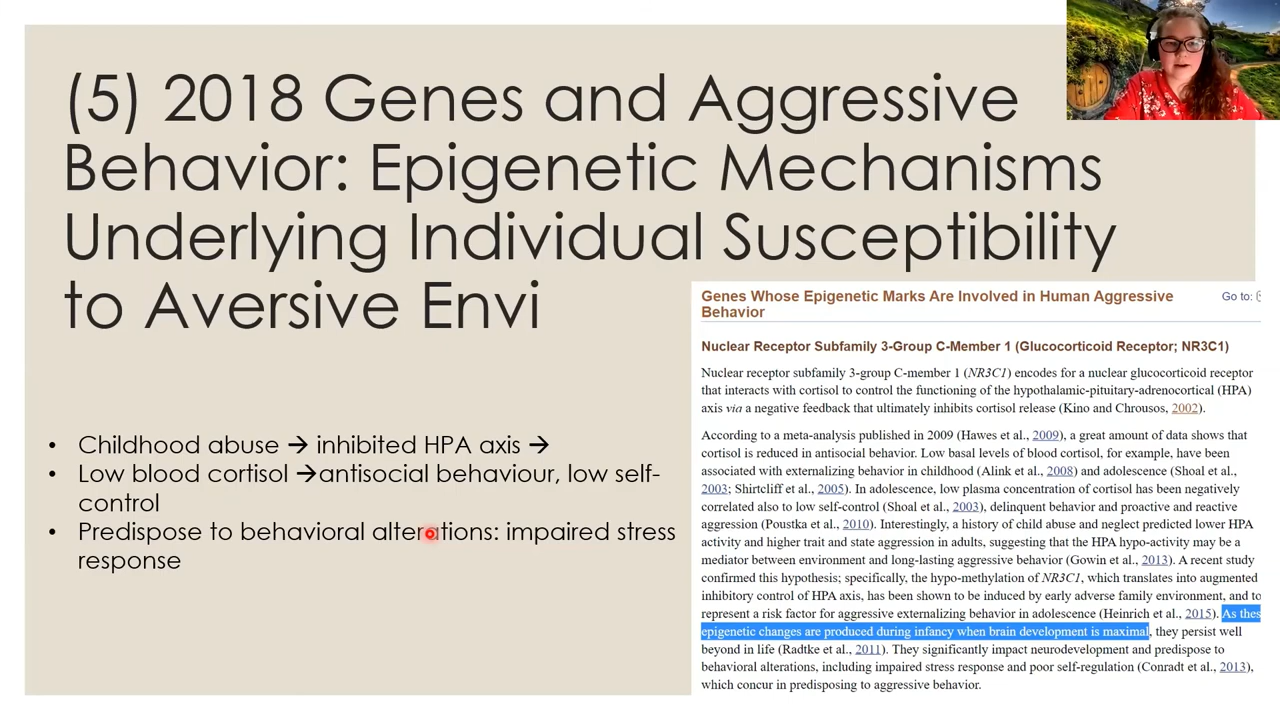 (5) 2018 Genes and Aggressive
Behavior: Epigenetic Mechanisms
Underlying Individual Susceptibility
to Aversive Envi
• Childhood abuse → inhibited HPA axis →
• Low blood cortisol →antisocial behaviour, low self-
control
• Predispose to behavioral alterations: impaired stress
response
Genes Whose Epigenetic Marks Are Involved in Human Aggressive
Behavior
Go to:
Nuclear Receptor Subfamily 3-Group C-Member 1 (Glucocorticoid Receptor; NR3C1)
Nuclear receptor subfamily 3-group C-member 1 (NR3C1) encodes for a nuclear glucocorticoid receptor
that interacts with cortisol to control the functioning of the hypothalamic-pituitary-adrenocortical (HPA)
axis via a negative feedback that ultimately inhibits cortisol release (Kino and Chrousos, 2002).
According to a meta-analysis published in 2009 (Hawes et al., 2009), a great amount of data shows that
cortisol is reduced in antisocial behavior. Low basal levels of blood cortisol, for example, have been
associated with externalizing behavior in childhood (Alink et al., 2008) and adolescence (Shoal et al.,
2003; Shirtcliff et al., 2005). In adolescence, low plasma concentration of cortisol has been negatively
correlated also to low self-control (Shoal et al., 2003), delinquent behavior and proactive and reactive
aggression (Poustka et al., 2010). Interestingly, a history of child abuse and neglect predicted lower HPA
activity and higher trait and state aggression in adults, suggesting that the HPA hypo-activity may be a
mediator between environment and long-lasting aggressive behavior (Gowin et al., 2013). A recent study
confirmed this hypothesis; specifically, the hypo-methylation of NR3C1, which translates into augmented
inhibitory control of HPA axis, has been shown to be induced by early adverse family environment, and to
represent a risk factor for aggressive externalizing behavior in adolescence (Heinrich et al., 2015). As thes
epigenetic changes are produced during infancy when brain development is maximal, they persist well
beyond in life (Radtke et al., 2011). They significantly impact neurodevelopment and predispose to
behavioral alterations, including impaired stress response and poor self-regulation (Conradt et al., 2013),
which concur in predisposing to aggressive behavior.